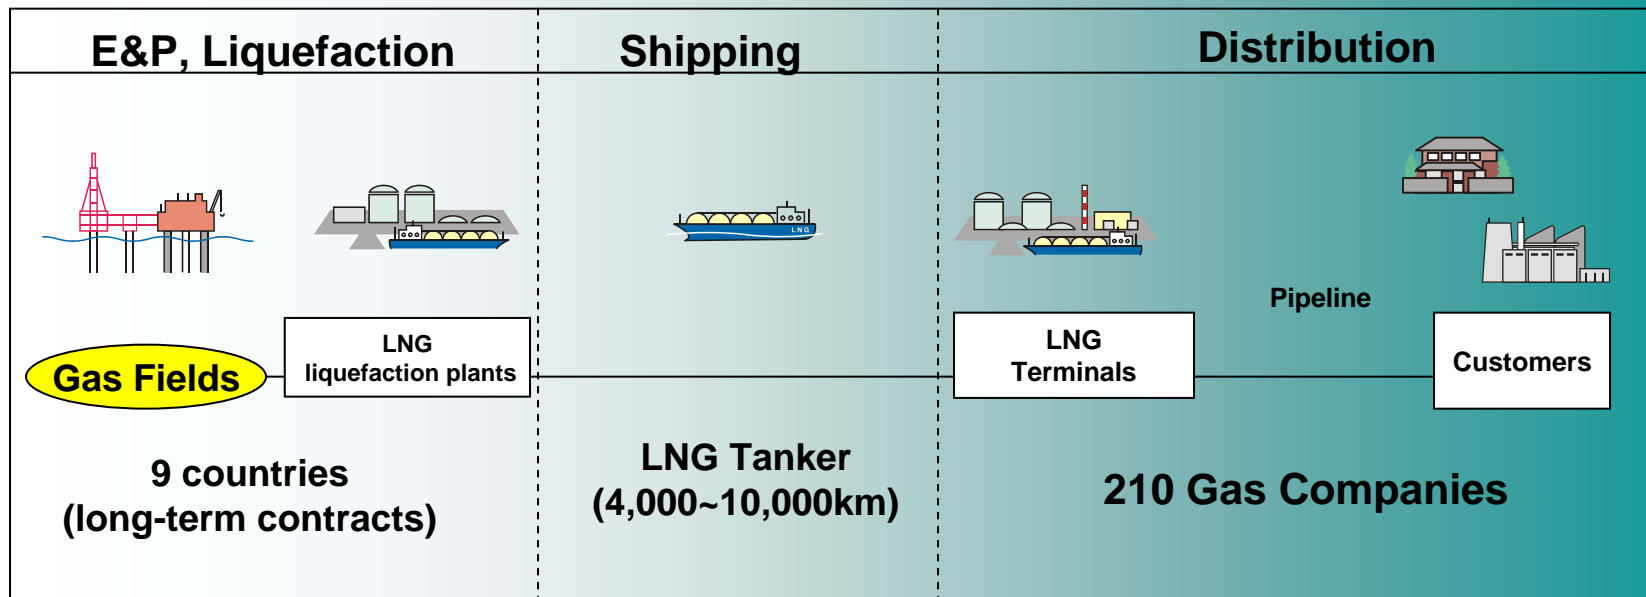 E&P, Liquefaction
Shipping
Distribution
LNG
Pipeline
Gas Fields
LNG
liquefaction plants
LNG
Terminals
Customers
9 countries
(long-term contracts)
LNG Tanker
(4,000~10,000km)
210 Gas Companies